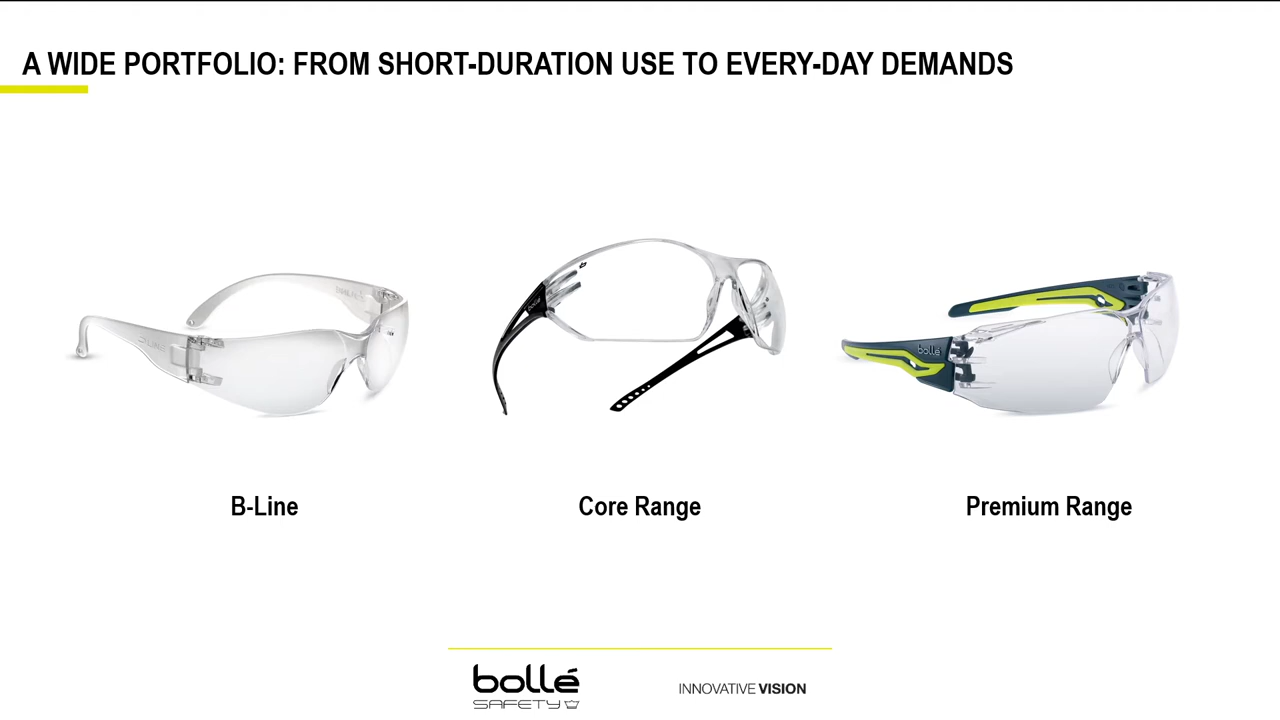 A WIDE PORTFOLIO: FROM SHORT-DURATION USE TO EVERY-DAY DEMANDS
bollé
B-Line
Core Range
Premium Range
bollé
SAFETY
INNOVATIVE VISION